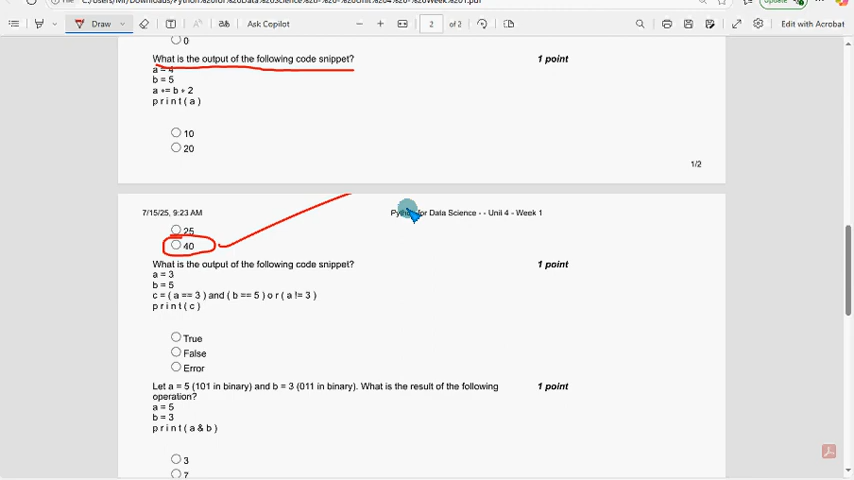 Draw
Ask Copilot
2
of 2
Edit with Acrobat
0
What is the output of the following code snippet?
1 point
a = 4
b = 5
a *= b + 2
print(a)
10
20
1/2
7/15/25, 9:23 AM
Python for Data Science - - Unit 4 - Week 1
25
40
What is the output of the following code snippet?
1 point
a = 3
b = 5
c = ( a == 3 ) and ( b == 5 ) o r ( a != 3 )
print(c)
True
False
Error
Let a = 5 (101 in binary) and b = 3 (011 in binary). What is the result of the following
1 point
operation?
a = 5
b = 3
print(a & b)
3
7